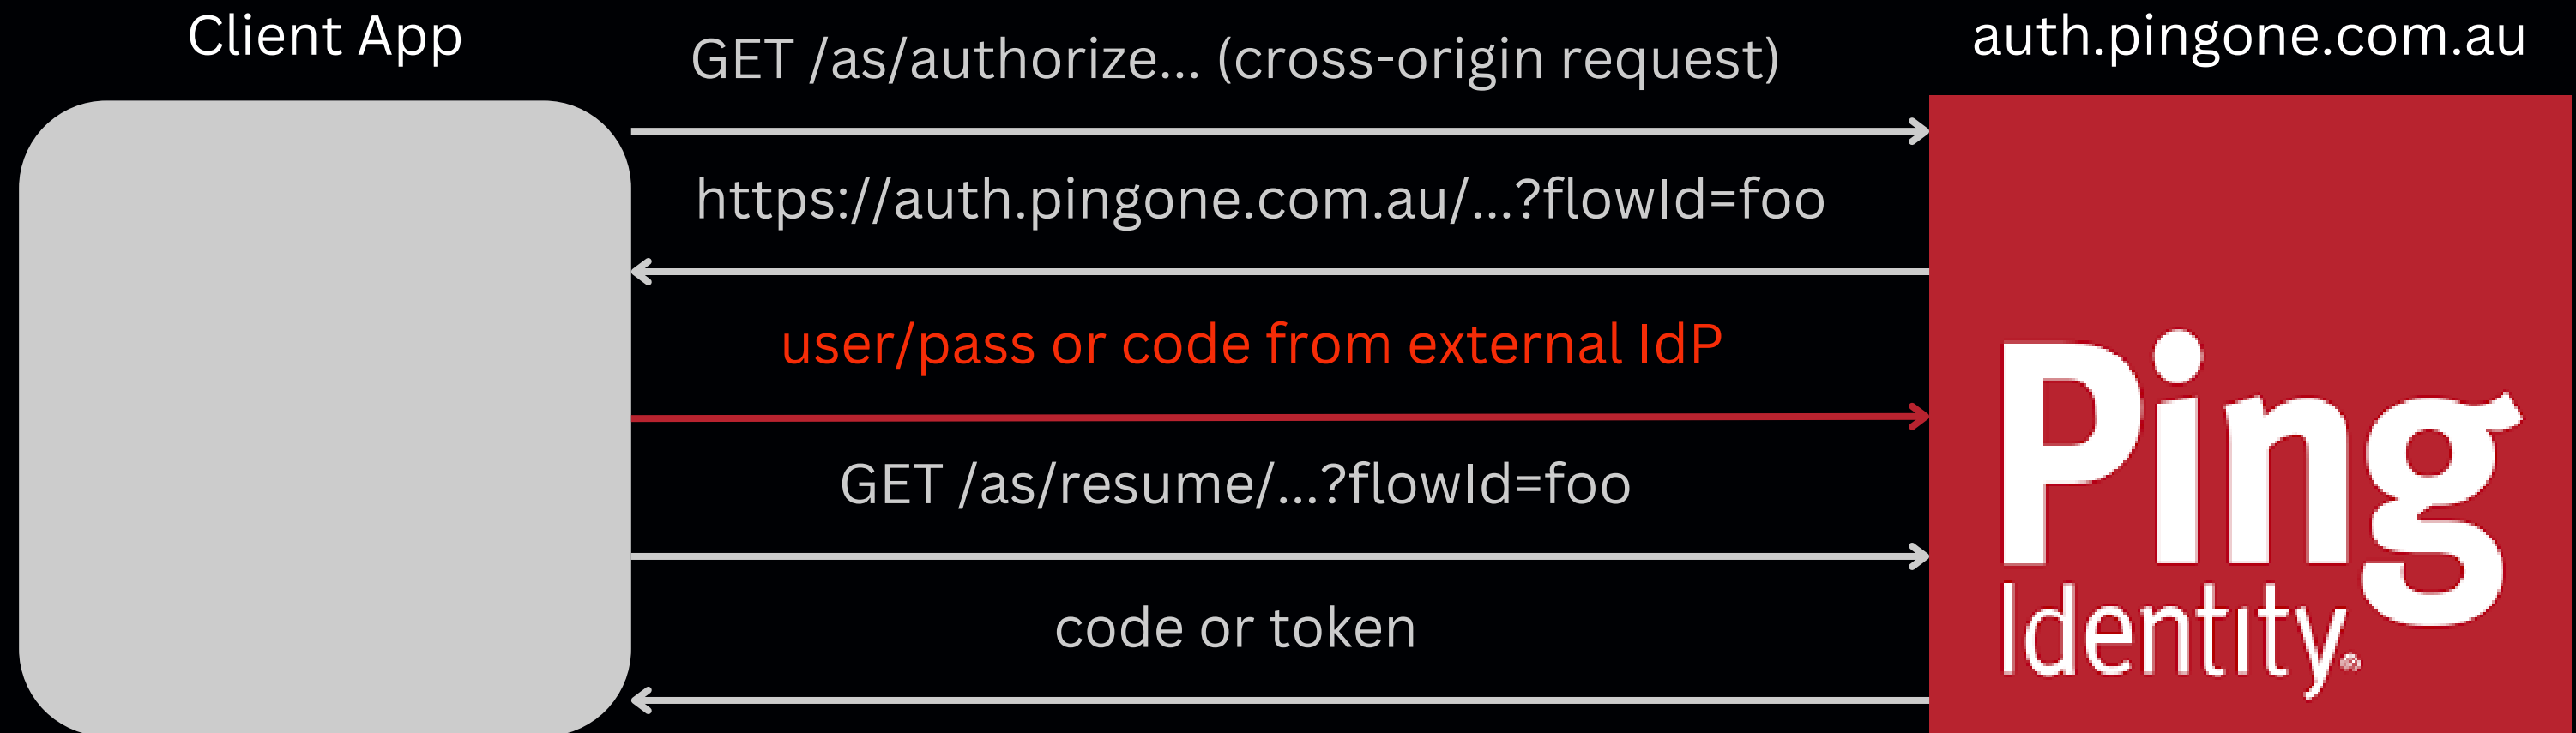 Client App
auth.pingone.com.au
GET /as/authorize... (cross-origin request)
https://auth.pingone.com.au/...?flowId=foo
user/pass or code from external IdP
GET /as/resume/...?flowId=foo
code or token
Ping
Identity®